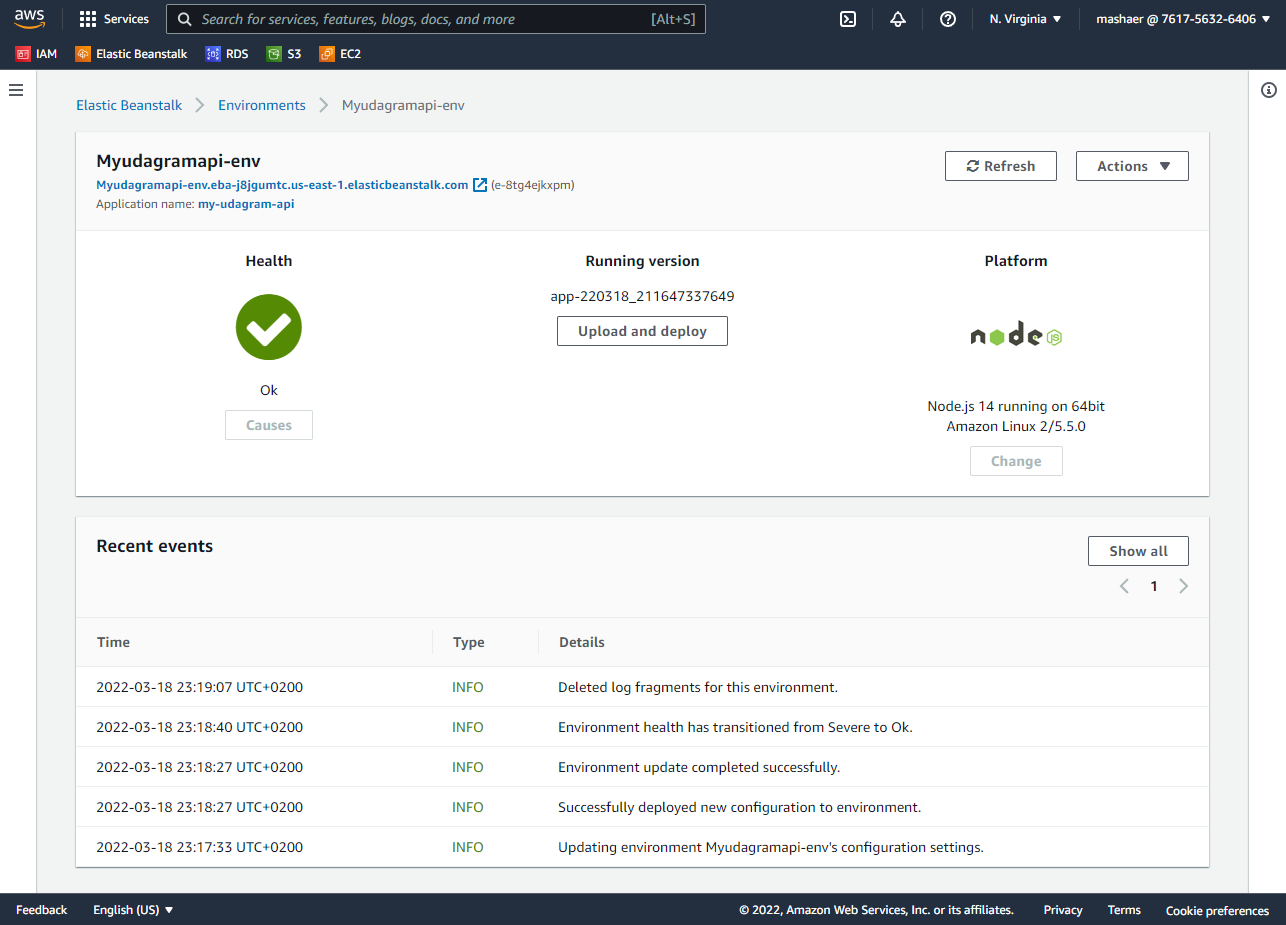 aws Services Search for services, features, blogs, docs, and more [Alt+S] N. Virginia ▼ mashaer @ 7617-5632-6406 ▼
IAM Elastic Beanstalk RDS S3 EC2
Elastic Beanstalk > Environments > Myudagramapi-env
Myudagramapi-env
Refresh Actions ▼
Myudagramapi-env.eba-j8jgumtc.us-east-1.elasticbeanstalk.com (e-8tg4ejkxpm)
Application name: my-udagram-api
Health Running version Platform
app-220318_211647337649
Upload and deploy
node JS
Ok
Causes
Node.js 14 running on 64bit
Amazon Linux 2/5.5.0
Change
Recent events
Show all
1
Time Type Details
2022-03-18 23:19:07 UTC+0200 INFO Deleted log fragments for this environment.
2022-03-18 23:18:40 UTC+0200 INFO Environment health has transitioned from Severe to Ok.
2022-03-18 23:18:27 UTC+0200 INFO Environment update completed successfully.
2022-03-18 23:18:27 UTC+0200 INFO Successfully deployed new configuration to environment.
2022-03-18 23:17:33 UTC+0200 INFO Updating environment Myudagramapi-env's configuration settings.
Feedback English (US) ▼ © 2022, Amazon Web Services, Inc. or its affiliates. Privacy Terms Cookie preferences